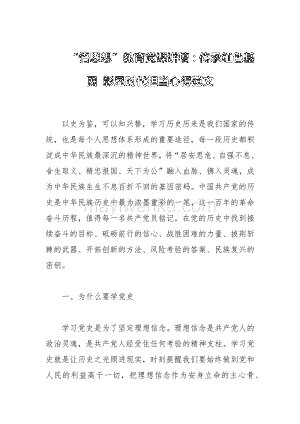 “循思想”教育党课讲稿：传承红色基
因 彰显时代担当心得范文
以史为鉴，可以知兴替，学习历史历来是我们国家的传
统，也是每个人思想体系形成的重要途径。每一段历史都积
淀成中华民族最深沉的精神世界。将“居安思危、自强不息、
舍生取义、精忠报国、天下为公”融入血脉、镌入灵魂，成
为中华民族生生不息百折不回的基因密码。中国共产党的历
史是中华民族历史中最为浓墨重彩的一笔，这一百年的革命
奋斗历程，值得每一名共产党员铭记。在党的历史中找到接
续奋斗的目标、砥砺前行的信心、战胜困难的力量、披荆斩
棘的武器、开拓创新的方法、风险考验的答案、民族复兴的
密钥。
一、为什么要学党史
学习党史是为了坚定理想信念。理想信念是共产党人的
政治灵魂，是共产党人经受任何考验的精神支柱。学习党
史就是让历史之光照进现实，时刻提醒我们要始终做到党和
人民的利益高于一切，把理想信念作为安身立命的主心骨、